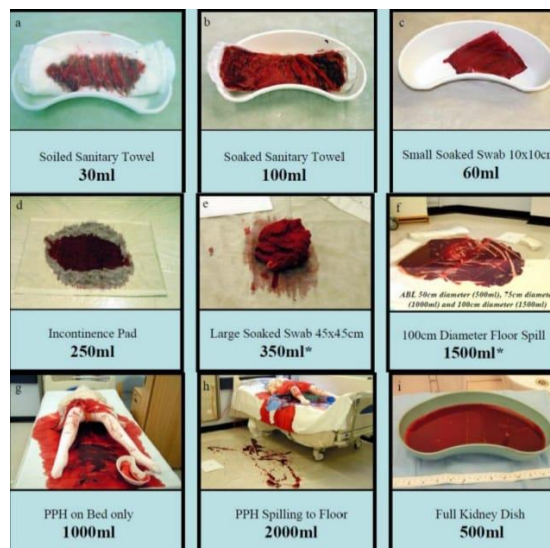 a
b
c
Soiled Sanitary Towel
30ml
Soaked Sanitary Towel
100ml
Small Soaked Swab 10x10cm
60ml
d
e
f
ABL 50cm diameter (500ml), 75cm diameter
(1000ml) and 100cm diameter (1500ml)
Incontinence Pad
250ml
Large Soaked Swab 45x45cm
350ml*
100cm Diameter Floor Spill
1500ml*
g
h
i
PPH on Bed only
1000ml
PPH Spilling to Floor
2000ml
Full Kidney Dish
500ml